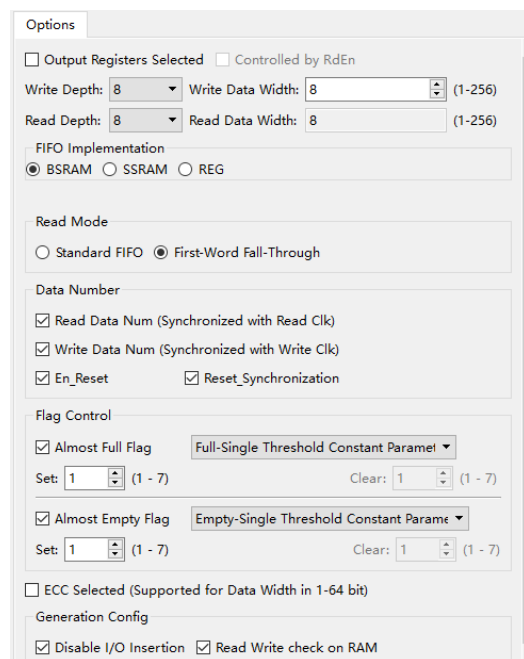 Options
Output Registers Selected Controlled by RdEn
Write Depth: 8 Write Data Width: 8 (1-256)
Read Depth: 8 Read Data Width: 8 (1-256)
FIFO Implementation
BSRAM SSRAM REG
Read Mode
Standard FIFO First-Word Fall-Through
Data Number
Read Data Num (Synchronized with Read Clk)
Write Data Num (Synchronized with Write Clk)
En_Reset Reset_Synchronization
Flag Control
Almost Full Flag Full-Single Threshold Constant Paramet
Set: 1 (1 - 7) Clear: 1 (1 - 7)
Almost Empty Flag Empty-Single Threshold Constant Parame
Set: 1 (1 - 7) Clear: 1 (1 - 7)
ECC Selected (Supported for Data Width in 1-64 bit)
Generation Config
Disable I/O Insertion Read Write check on RAM